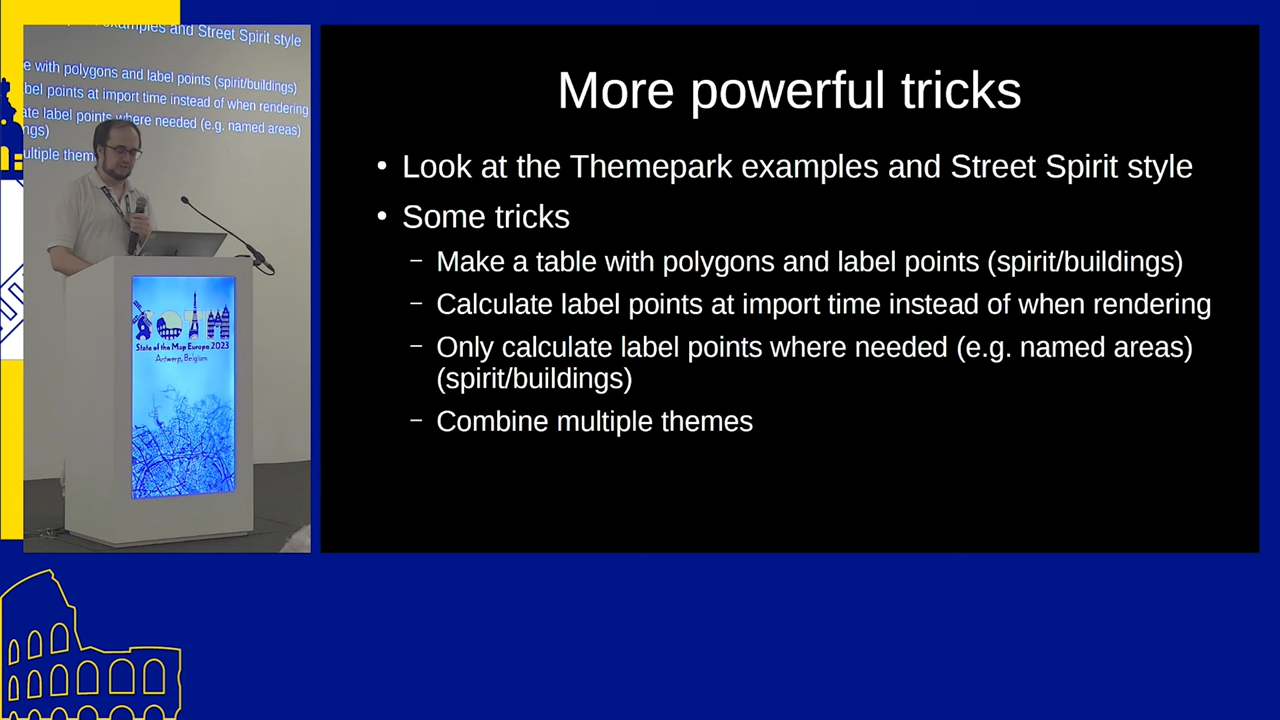 examples and Street Spirit style
e with polygons and label points (spirit/buildings)
bel points at import time instead of when rendering
ate label points where needed (e.g. named areas)
ngs)
ultiple them
SOTM
State of the Map Europe 2023
Antwerp, Belgium
More powerful tricks
• Look at the Themepark examples and Street Spirit style
• Some tricks
– Make a table with polygons and label points (spirit/buildings)
– Calculate label points at import time instead of when rendering
– Only calculate label points where needed (e.g. named areas)
(spirit/buildings)
– Combine multiple themes